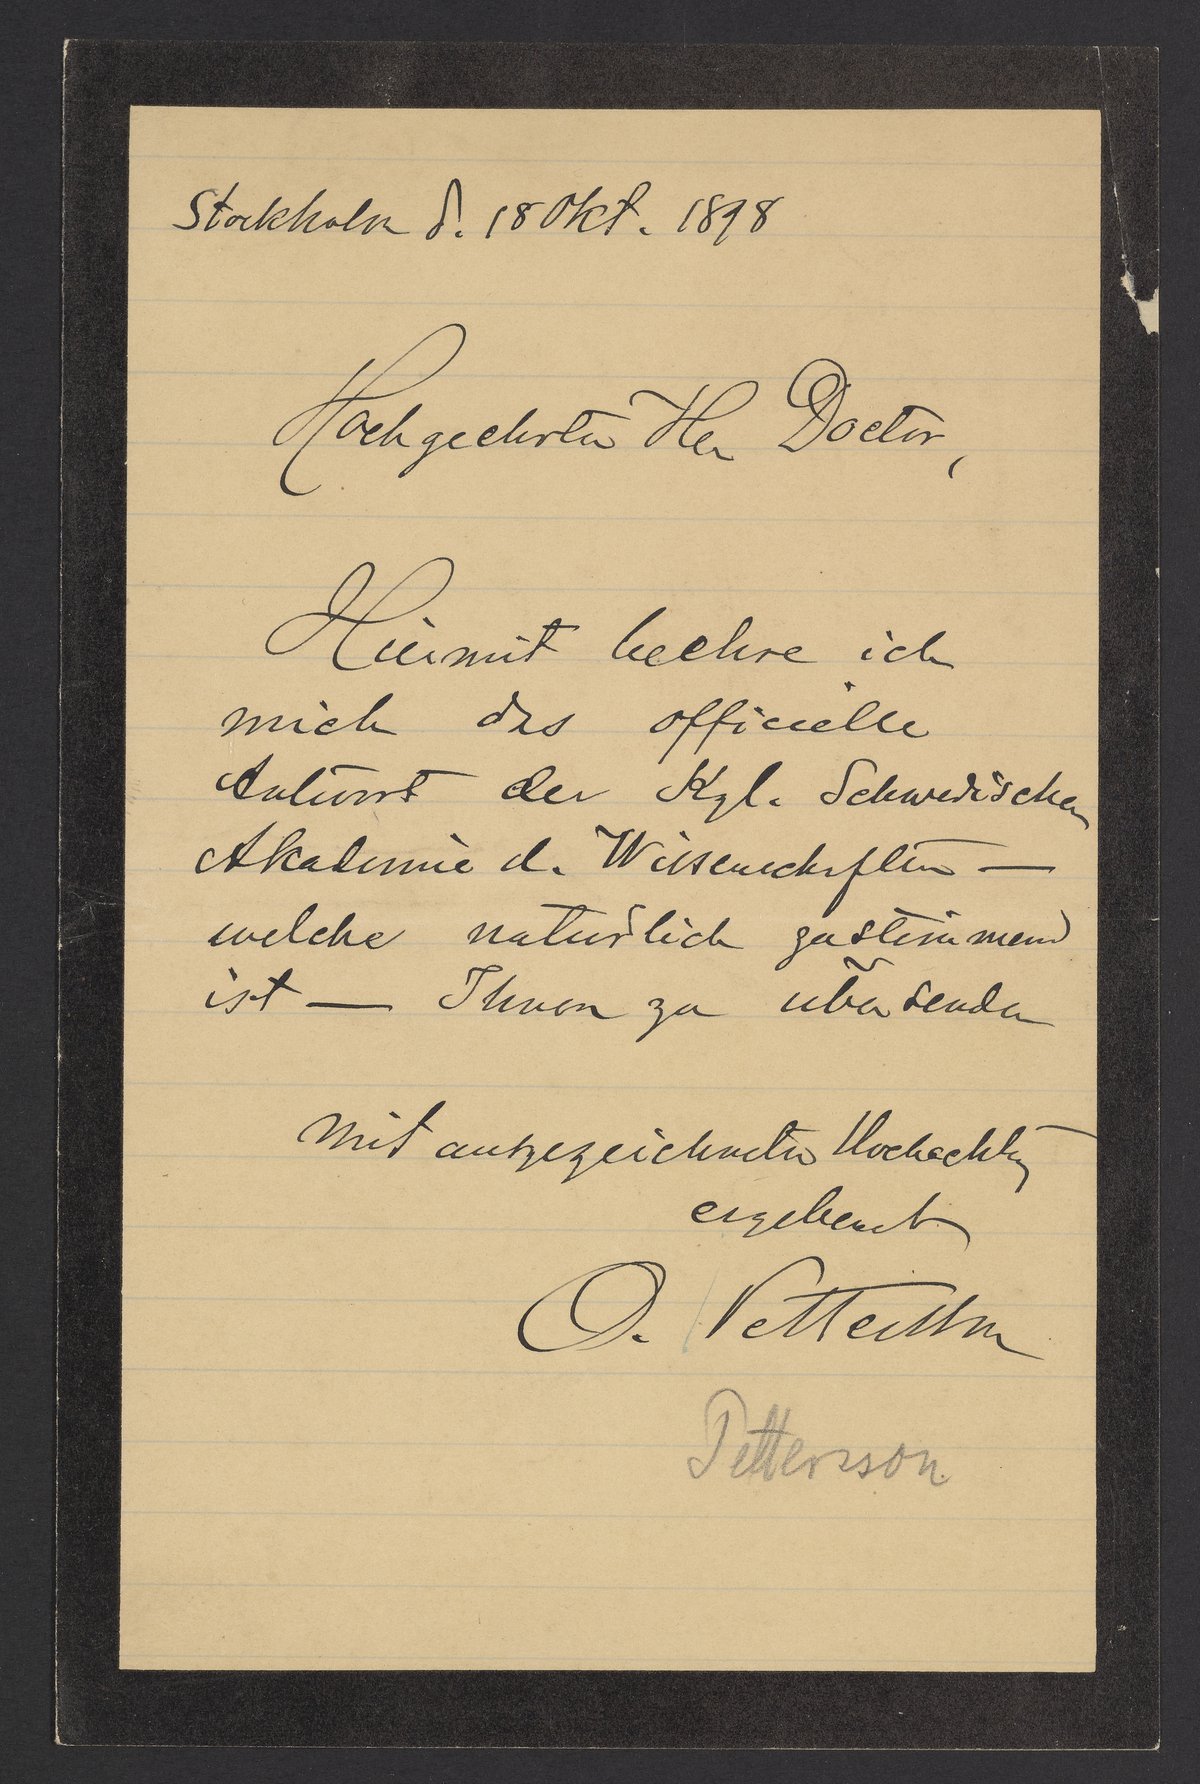 Stockholm d. 18 Okt. 1898
Hochgeehrter Herr Doctor,
Hiermit beehre ich
mich das officielle
Antwort der Kgl. Schwedischen
Akademie d. Wissenschaften —
welche natürlich zustimmend
ist — Ihnen zu übersenden
Mit ausgezeichneter Hochachtung
ergebenst
O. Pettersson
Pettersson